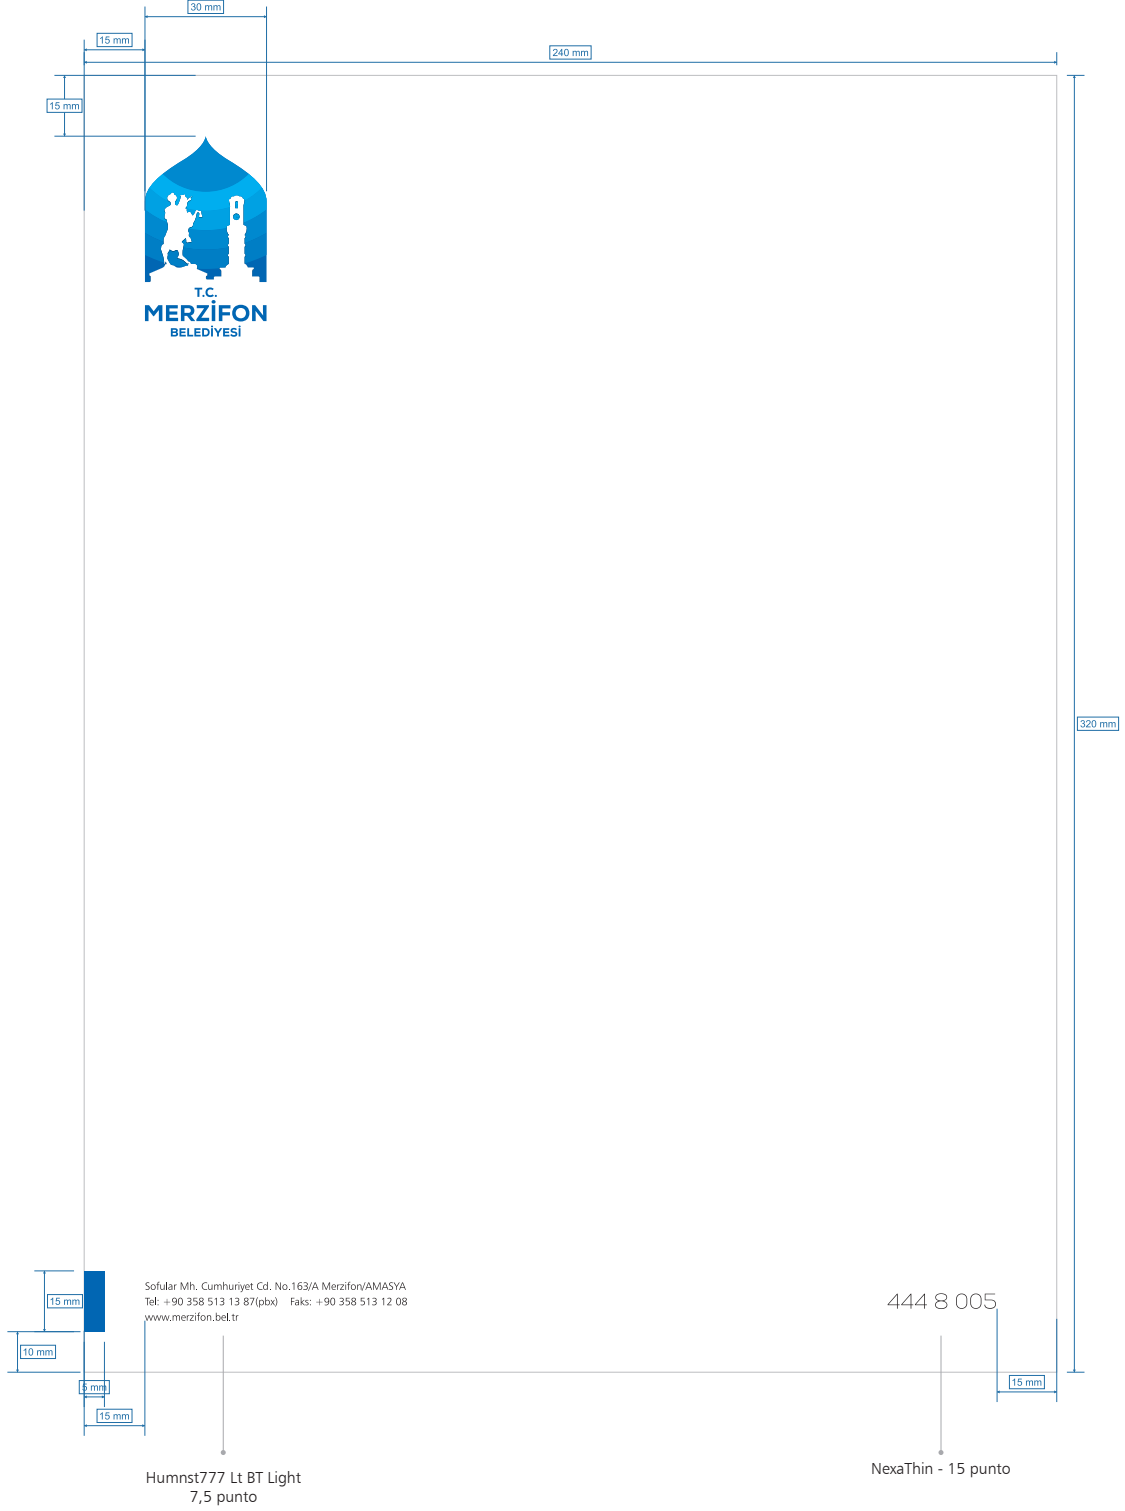 30 mm
15 mm
240 mm
15 mm
T.C.
MERZİFON
BELEDİYESİ
320 mm
Sofular Mh. Cumhuriyet Cd. No.163/A Merzifon/AMASYA
Tel: +90 358 513 13 87(pbx) Faks: +90 358 513 12 08
www.merzifon.bel.tr
15 mm
444 8 005
10 mm
5 mm
15 mm
15 mm
Humnst777 Lt BT Light
7,5 punto
NexaThin - 15 punto